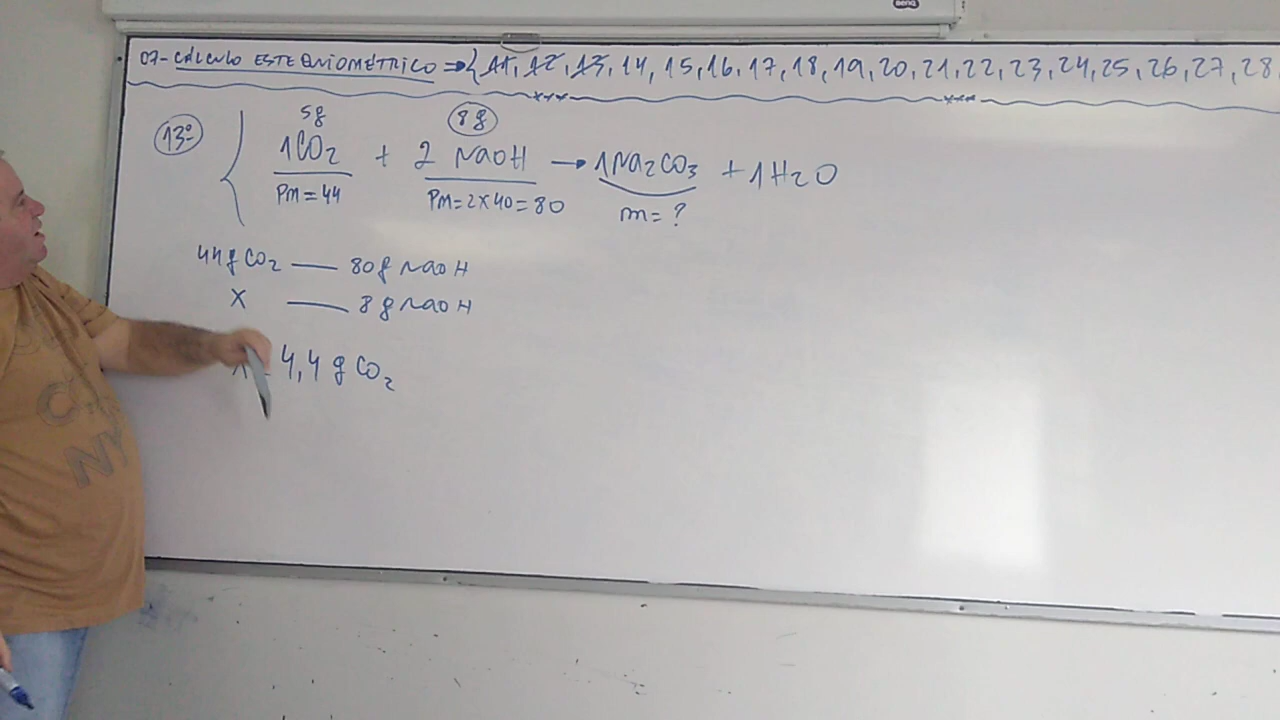 BENQ
07-CÁLCULO ESTEQUIOMÉTRICO ⇒ { 11, 12, 13, 14, 15, 16, 17, 18, 19, 20, 21, 22, 23, 24, 25, 26, 27, 28
13º
5g 8g
1CO₂ + 2 NaOH → 1Na₂CO₃ + 1H₂O
PM=44 PM=2X40=80 m=?
44g CO₂ — 80g NaOH
X — 8g NaOH
X = 4,4 g CO₂
NY